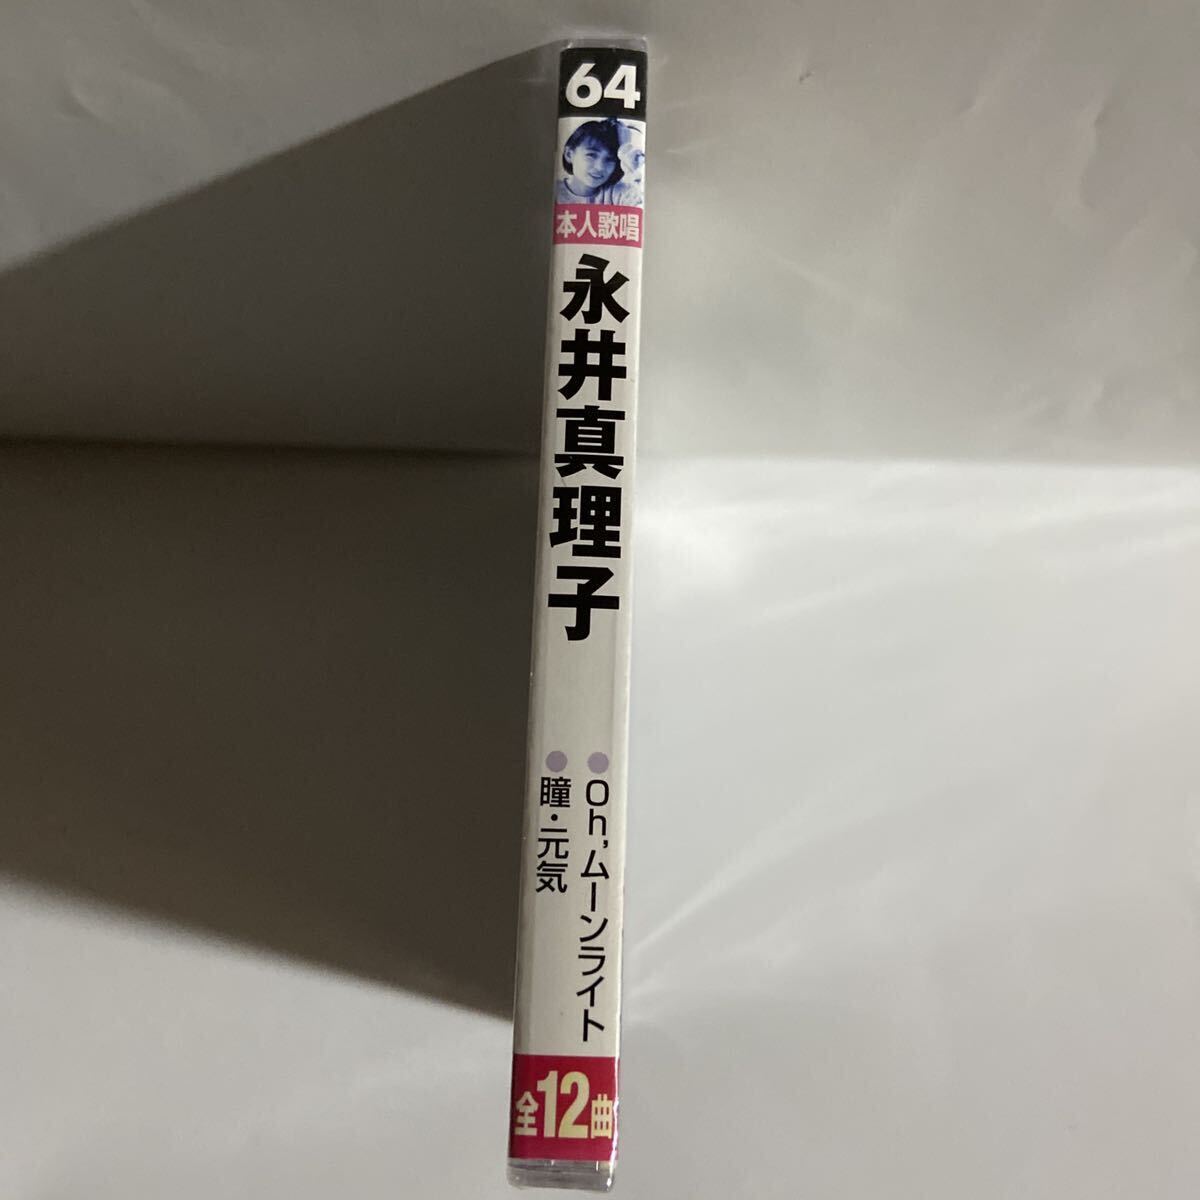 64
本人歌唱
永井真理子
●Oh,ムーンライト
●瞳・元気
全12曲